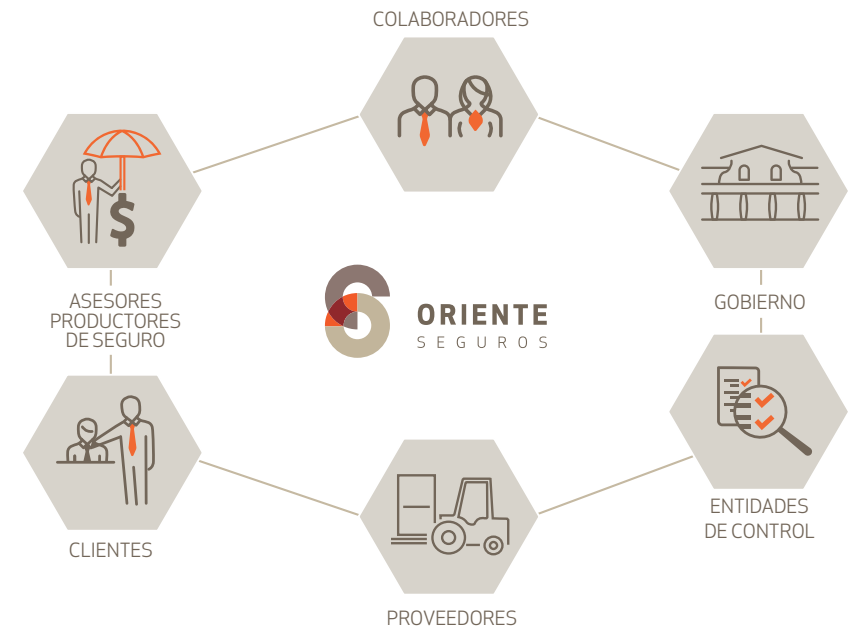 COLABORADORES
ASESORES
PRODUCTORES
DE SEGURO
GOBIERNO
ORIENTE
SEGUROS
CLIENTES
ENTIDADES
DE CONTROL
PROVEEDORES